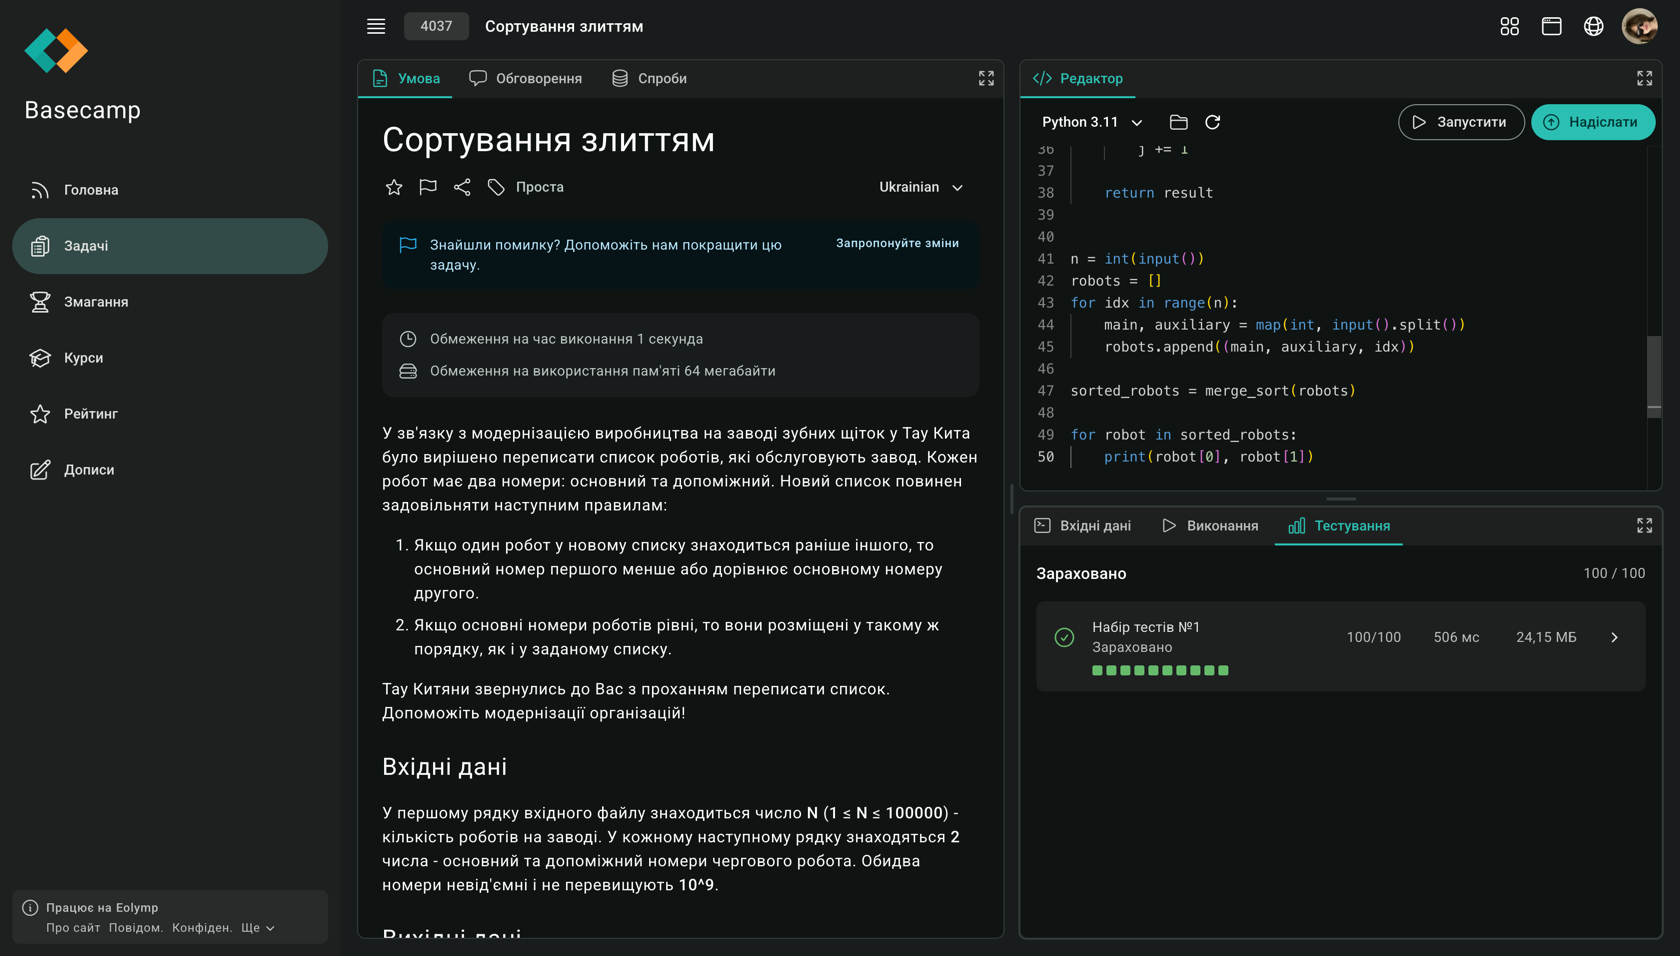 Basecamp
Головна
Задачі
Змагання
Курси
Рейтинг
Дописи
Працює на Eolymp
Про сайт Повідом. Конфіден. Ще
4037 Сортування злиттям
Умова Обговорення Спроби
Сортування злиттям
Проста Ukrainian
Знайшли помилку? Допоможіть нам покращити цю
задачу.
Запропонуйте зміни
Обмеження на час виконання 1 секунда
Обмеження на використання пам'яті 64 мегабайти
У зв'язку з модернізацією виробництва на заводі зубних щіток у Тау Кита
було вирішено переписати список роботів, які обслуговують завод. Кожен
робот має два номери: основний та допоміжний. Новий список повинен
задовільняти наступним правилам:
1. Якщо один робот у новому списку знаходиться раніше іншого, то
основний номер першого менше або дорівнює основному номеру
другого.
2. Якщо основні номери роботів рівні, то вони розміщені у такому ж
порядку, як і у заданому списку.
Тау Китяни звернулись до Вас з проханням переписати список.
Допоможіть модернізації організацій!
Вхідні дані
У першому рядку вхідного файлу знаходиться число N (1 ≤ N ≤ 100000) -
кількість роботів на заводі. У кожному наступному рядку знаходяться 2
числа - основний та допоміжний номери чергового робота. Обидва
номери невід'ємні і не перевищують 10^9.
Вихідні дані
Редактор
Python 3.11 Запустити Надіслати
36 j += 1
37
38 return result
39
40
41 n = int(input())
42 robots = []
43 for idx in range(n):
44 main, auxiliary = map(int, input().split())
45 robots.append((main, auxiliary, idx))
46
47 sorted_robots = merge_sort(robots)
48
49 for robot in sorted_robots:
50 print(robot[0], robot[1])
Вхідні дані Виконання Тестування
Зараховано 100 / 100
Набір тестів №1
Зараховано
100/100 506 мс 24,15 МБ